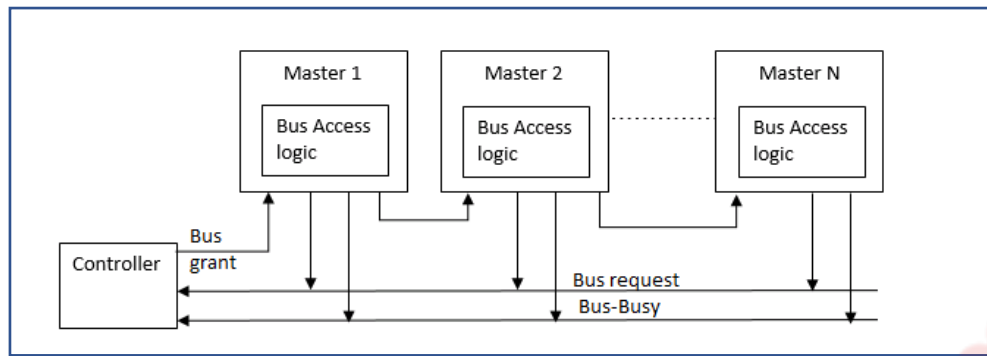 Master 1
Master 2
Master N
Bus Access
logic
Bus Access
logic
Bus Access
logic
Bus
grant
Controller
Bus request
Bus-Busy